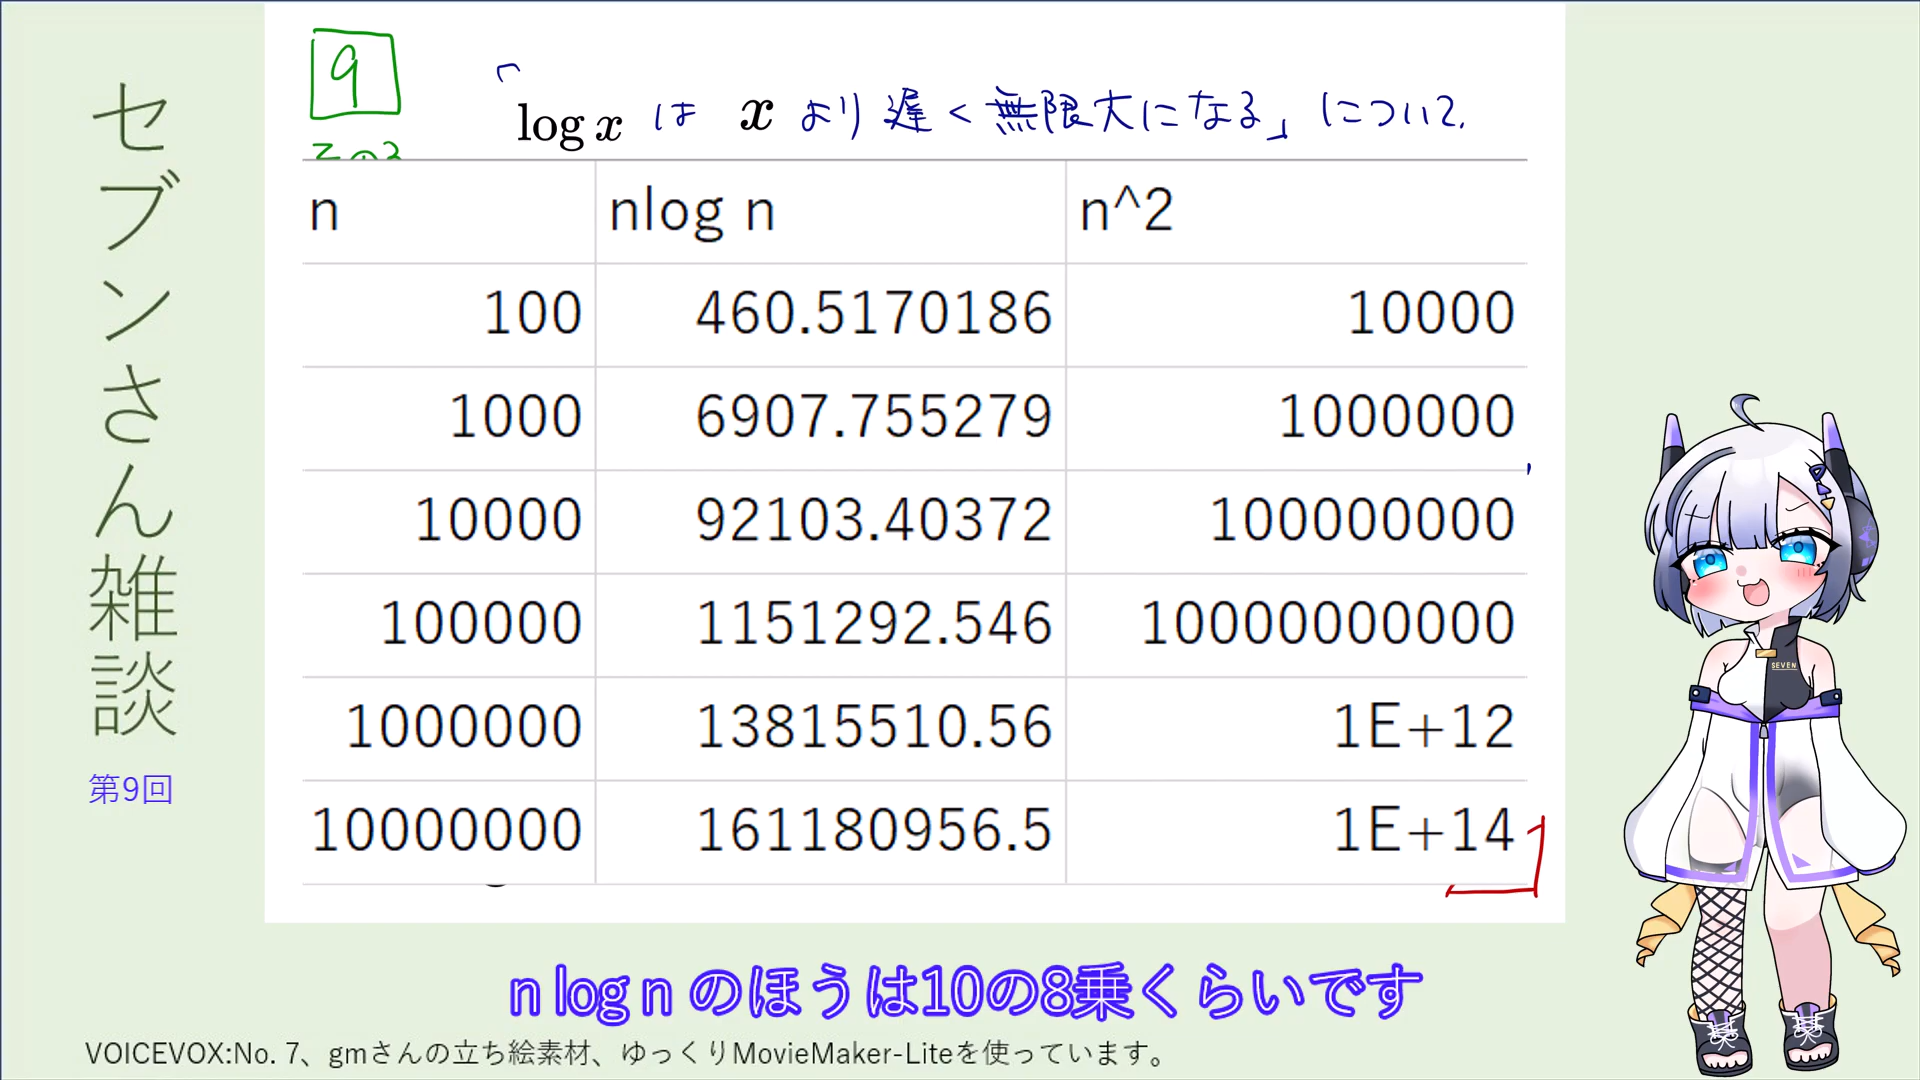 セブンさん雑談
第9回
9
「log x は x より遅く無限大になる」について.
その2
n nlog n n^2
100 460.5170186 10000
1000 6907.755279 1000000
10000 92103.40372 100000000
100000 1151292.546 10000000000
1000000 13815510.56 1E+12
10000000 161180956.5 1E+14
SEVEN
n log n のほうは10の8乗くらいです
VOICEVOX:No. 7、gmさんの立ち絵素材、ゆっくりMovieMaker-Liteを使っています。